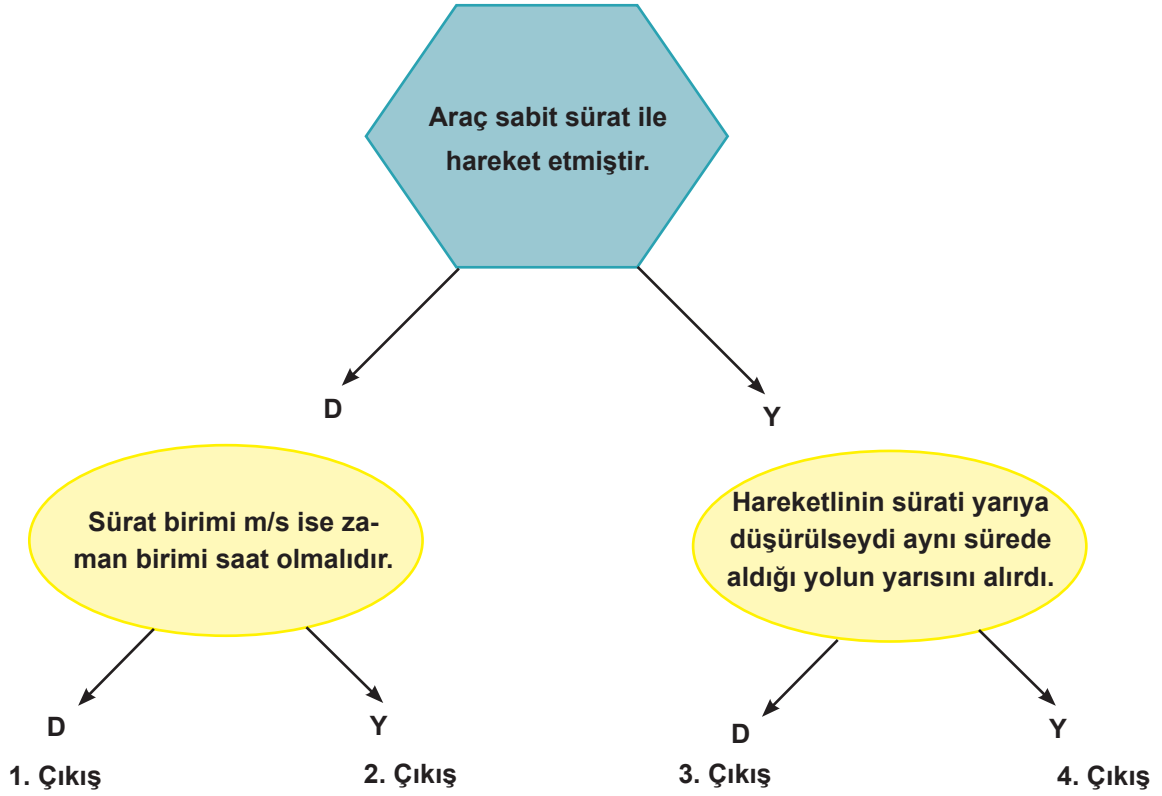 Araç sabit sürat ile
hareket etmiştir.
D
Y
Sürat birimi m/s ise za-
man birimi saat olmalıdır.
Hareketlinin sürati yarıya
düşürülseydi aynı sürede
aldığı yolun yarısını alırdı.
D
Y
D
Y
1. Çıkış
2. Çıkış
3. Çıkış
4. Çıkış